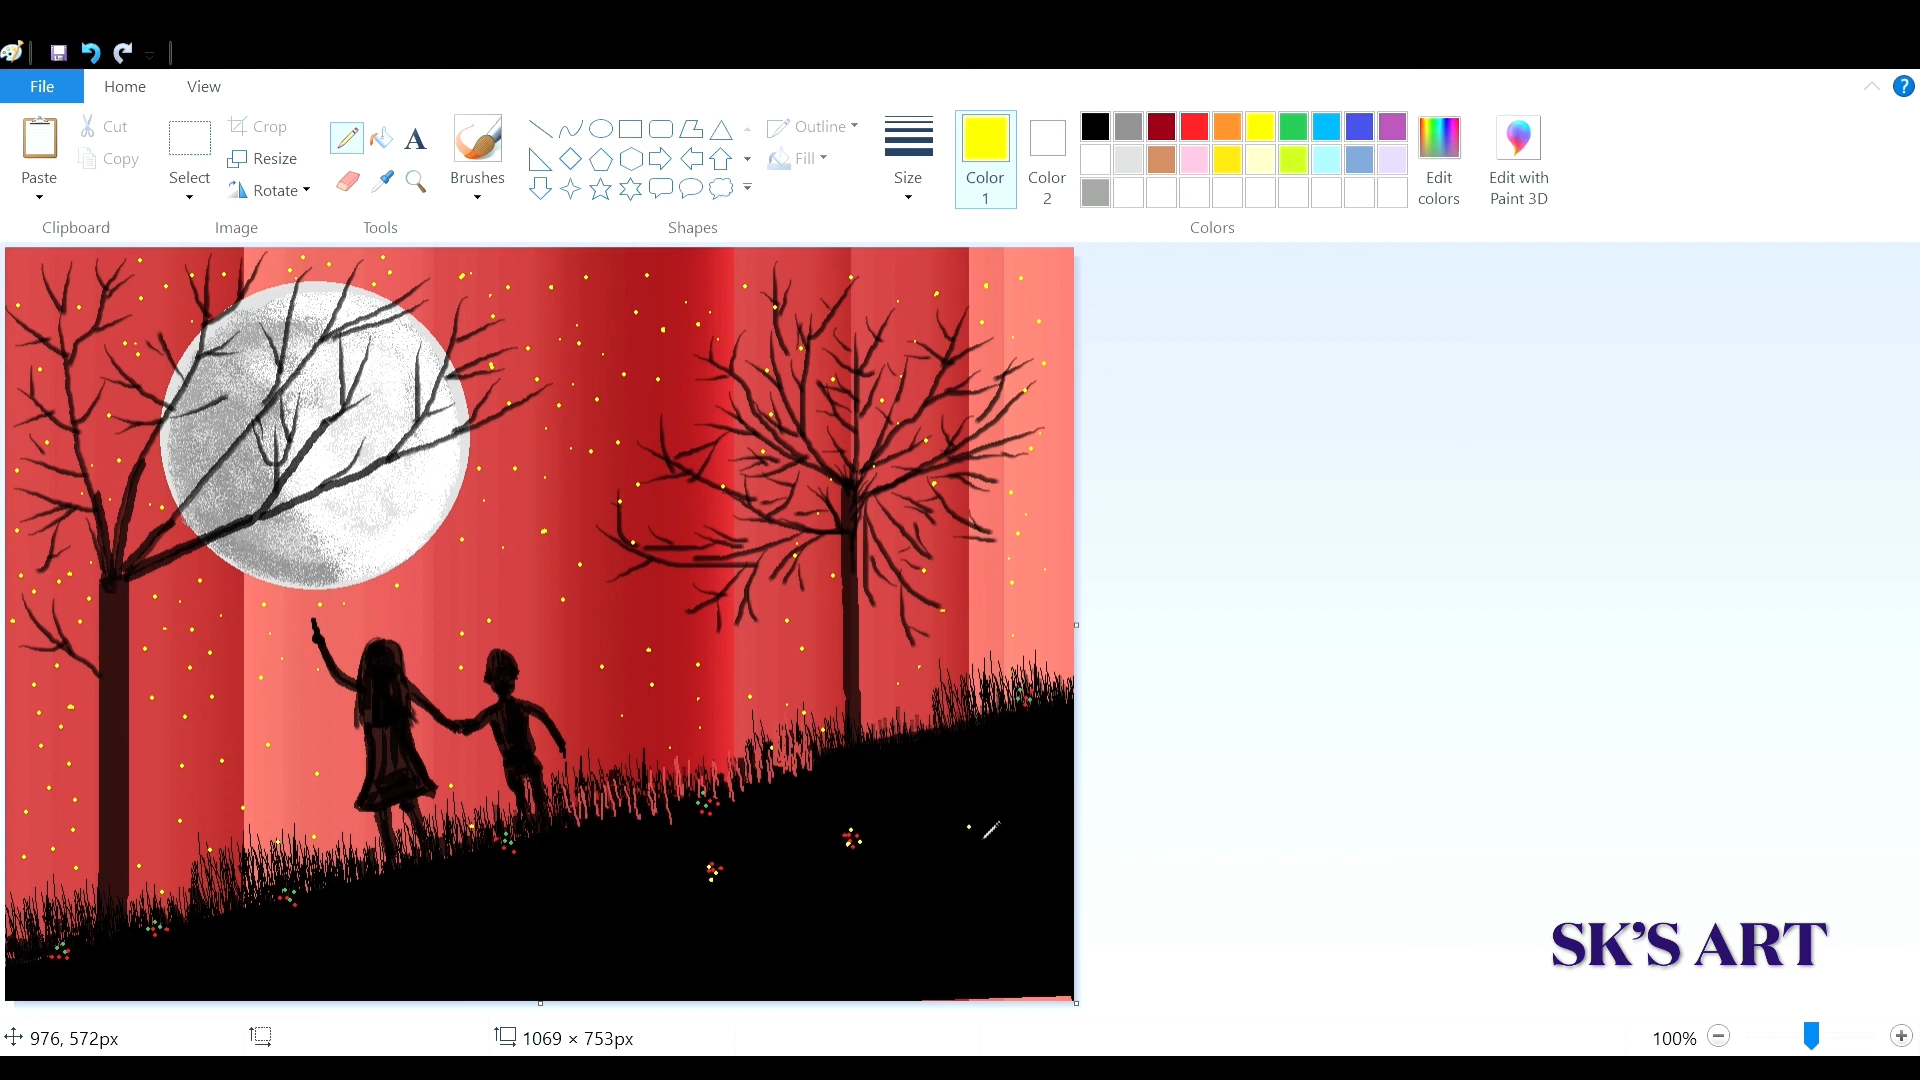 File Home View
Paste
Cut
Copy
Clipboard
Select
Crop
Resize
Rotate
Image
A
Tools
Brushes
Shapes
Outline
Fill
Size
Color
1
Color
2
Colors
Edit
colors
Edit with
Paint 3D
?
SK'S ART
976, 572px
1069 × 753px
100%